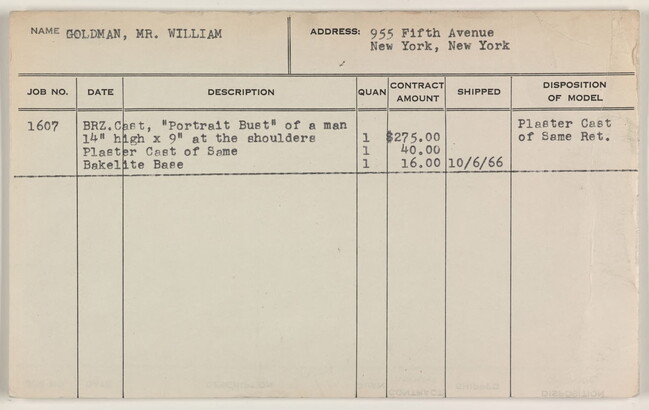 NAME GOLDMAN, MR. WILLIAM
ADDRESS: 955 Fifth Avenue
New York, New York
JOB NO. DATE DESCRIPTION QUAN CONTRACT AMOUNT SHIPPED DISPOSITION OF MODEL
1607 BRZ.Cast, "Portrait Bust" of a man Plaster Cast
14" high x 9" at the shoulders 1 $275.00 of Same Ret.
Plaster Cast of Same 1 40.00
Bakelite Base 1 16.00 10/6/66